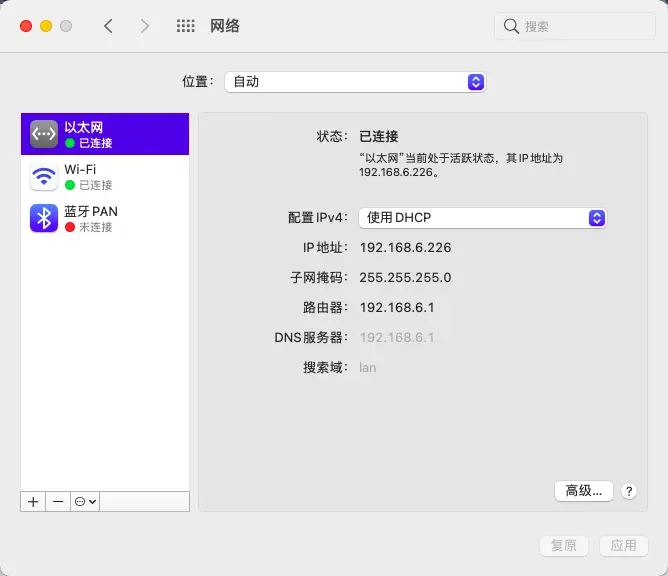 网络
搜索
位置： 自动
以太网
已连接
Wi-Fi
已连接
蓝牙 PAN
未连接
状态： 已连接
“以太网”当前处于活跃状态，其 IP 地址为
192.168.6.226。
配置 IPv4： 使用 DHCP
IP 地址： 192.168.6.226
子网掩码： 255.255.255.0
路由器： 192.168.6.1
DNS 服务器： 192.168.6.1
搜索域： lan
高级... ?
复原 应用